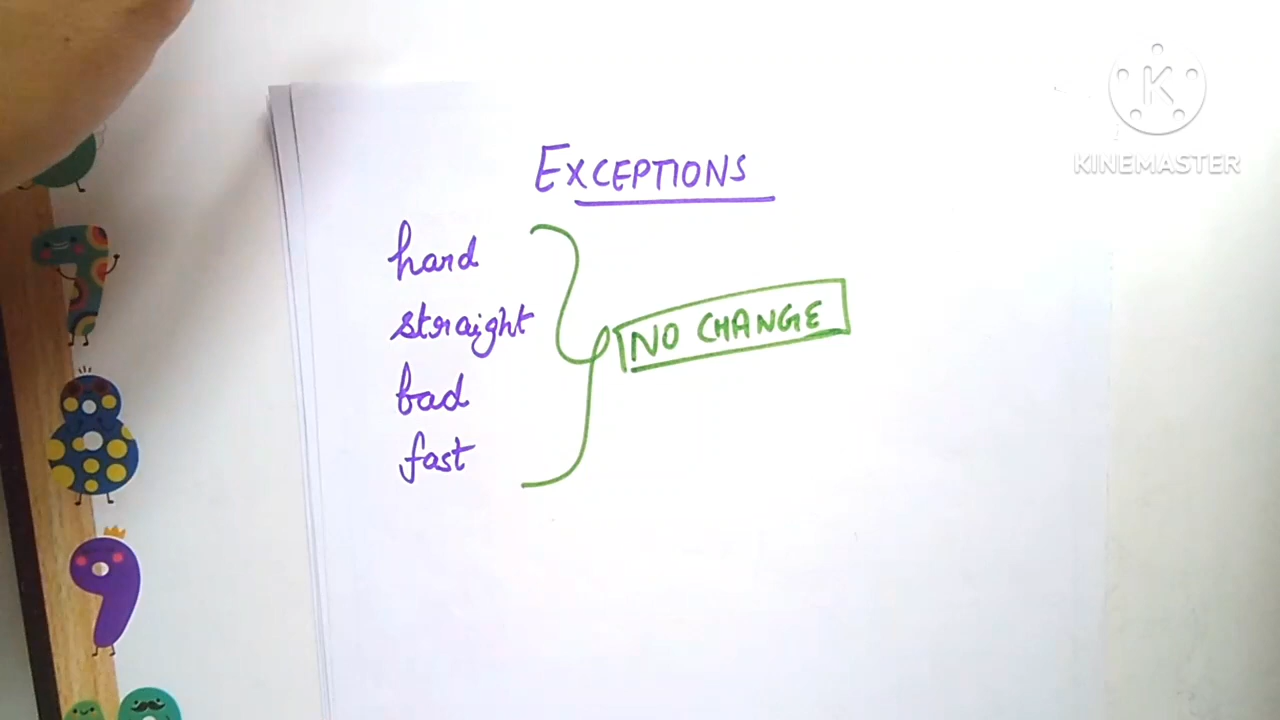 EXCEPTIONS
hard
straight
bad
fast
NO CHANGE
K
KINEMASTER